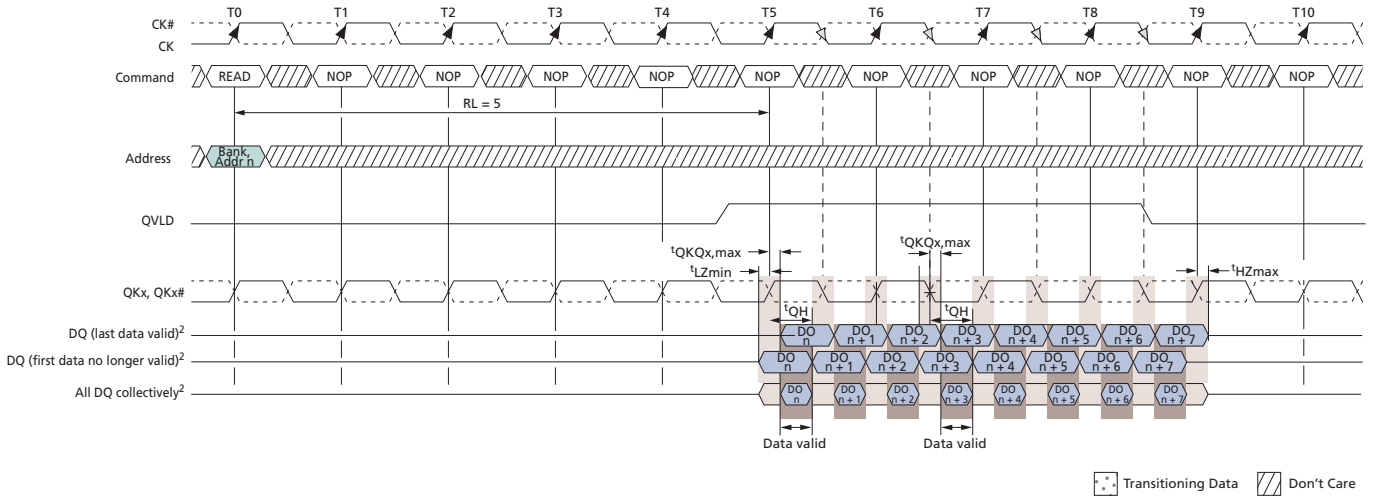 T0 T1 T2 T3 T4 T5 T6 T7 T8 T9 T10
CK#
CK
Command READ NOP NOP NOP NOP NOP NOP NOP NOP NOP NOP
RL = 5
Address Bank, Addr n
QVLD
tQKQx,max tQKQx,max
tLZmin tHZmax
QKx, QKx#
tQH tQH
DQ (last data valid)2 DO n DO n + 1 DO n + 2 DO n + 3 DO n + 4 DO n + 5 DO n + 6 DO n + 7
DQ (first data no longer valid)2 DO n DO n + 1 DO n + 2 DO n + 3 DO n + 4 DO n + 5 DO n + 6 DO n + 7
All DQ collectively2 DO n DO n + 1 DO n + 2 DO n + 3 DO n + 4 DO n + 5 DO n + 6 DO n + 7
Data valid Data valid
Transitioning Data Don't Care